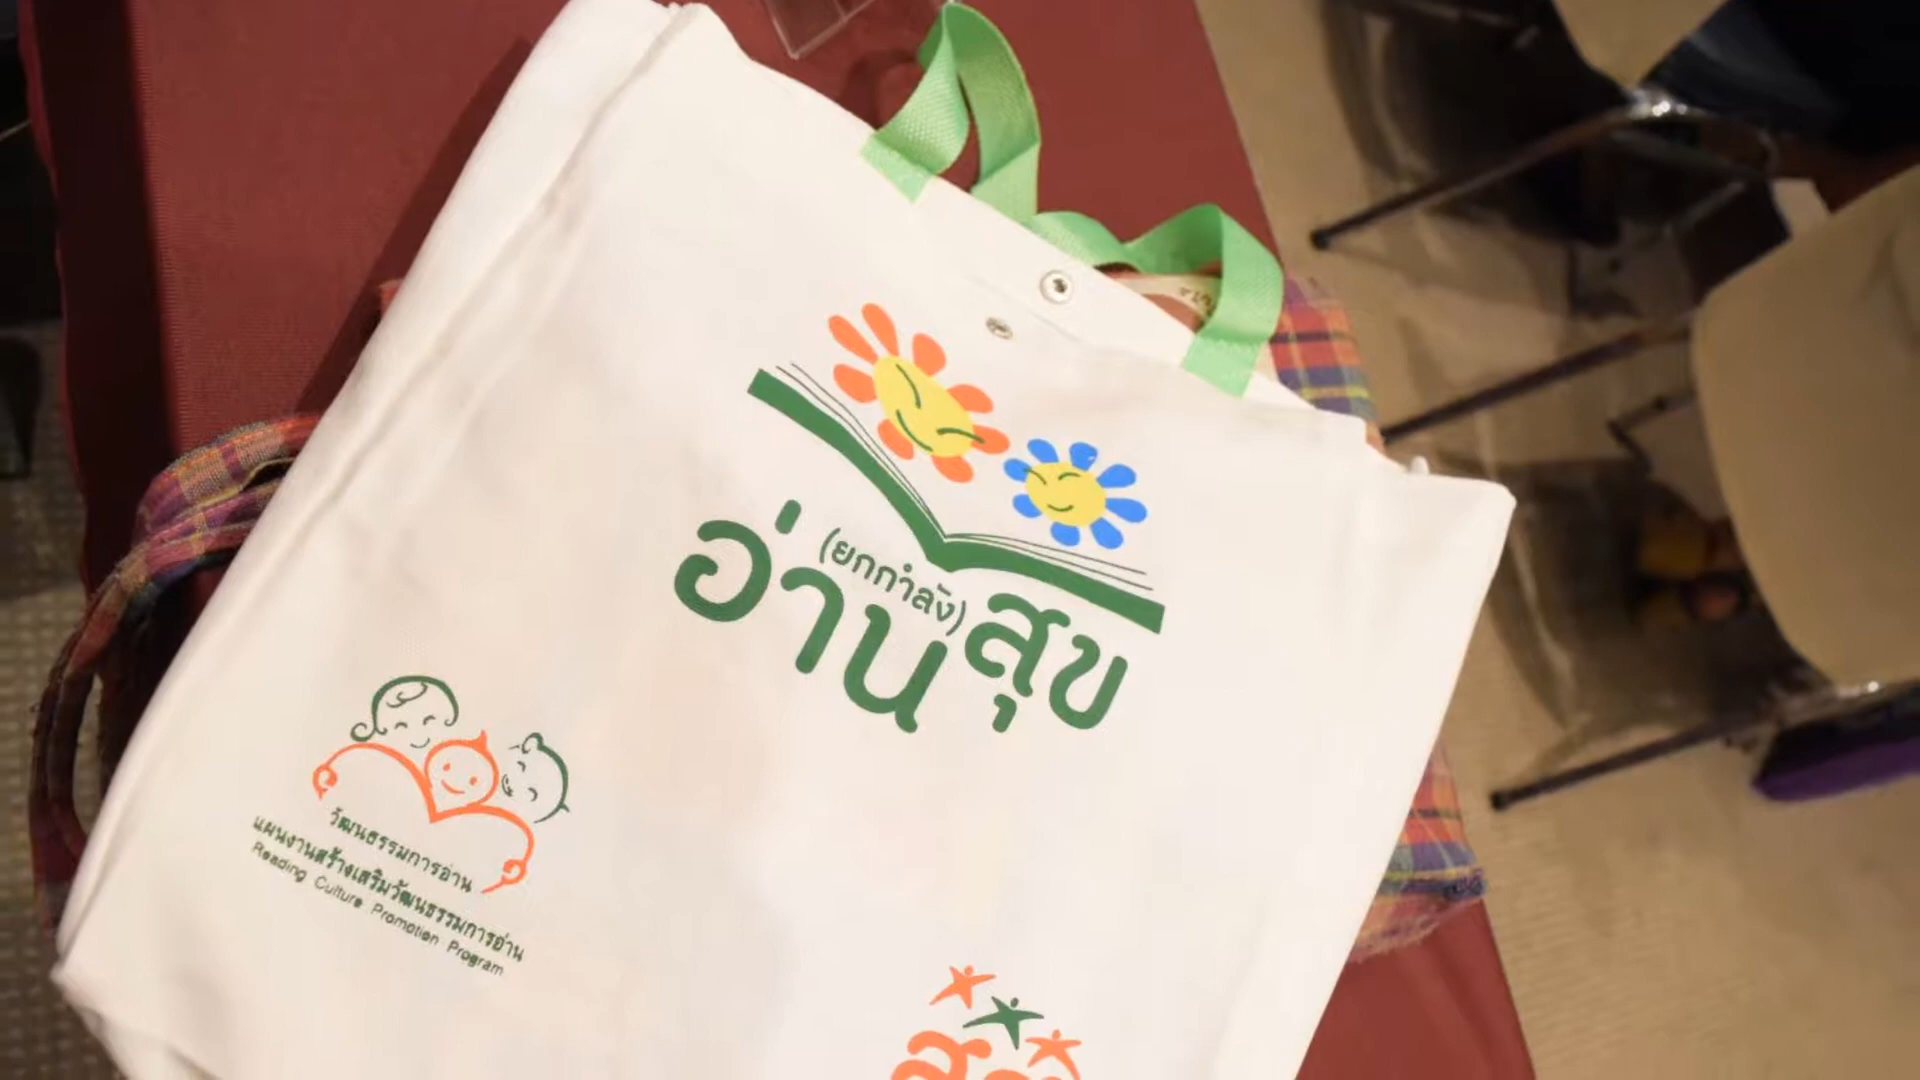 อ่าน(ยกกำลัง)สุข
วัฒนธรรมการอ่าน
แผนงานสร้างเสริมวัฒนธรรมการอ่าน
Reading Culture Promotion Program